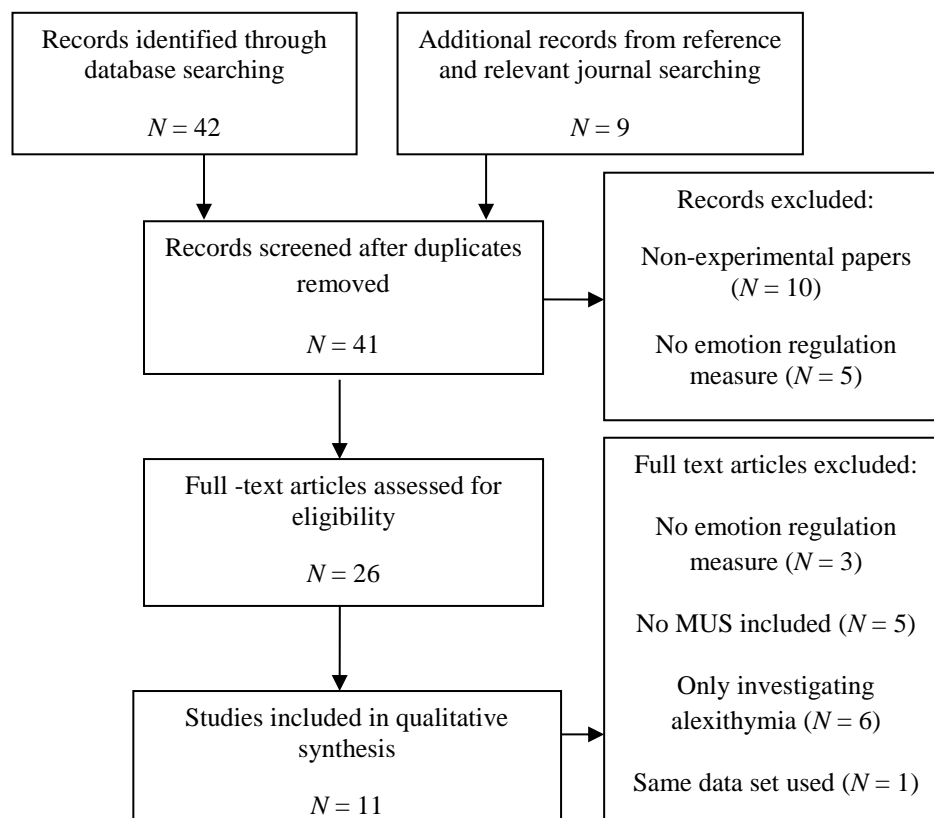 Records identified through
database searching
N = 42
Additional records from reference
and relevant journal searching
N = 9
Records screened after duplicates
removed
N = 41
Records excluded:
Non-experimental papers
(N = 10)
No emotion regulation
measure (N = 5)
Full -text articles assessed for
eligibility
N = 26
Full text articles excluded:
No emotion regulation
measure (N = 3)
No MUS included (N = 5)
Only investigating
alexithymia (N = 6)
Same data set used (N = 1)
Studies included in qualitative
synthesis
N = 11